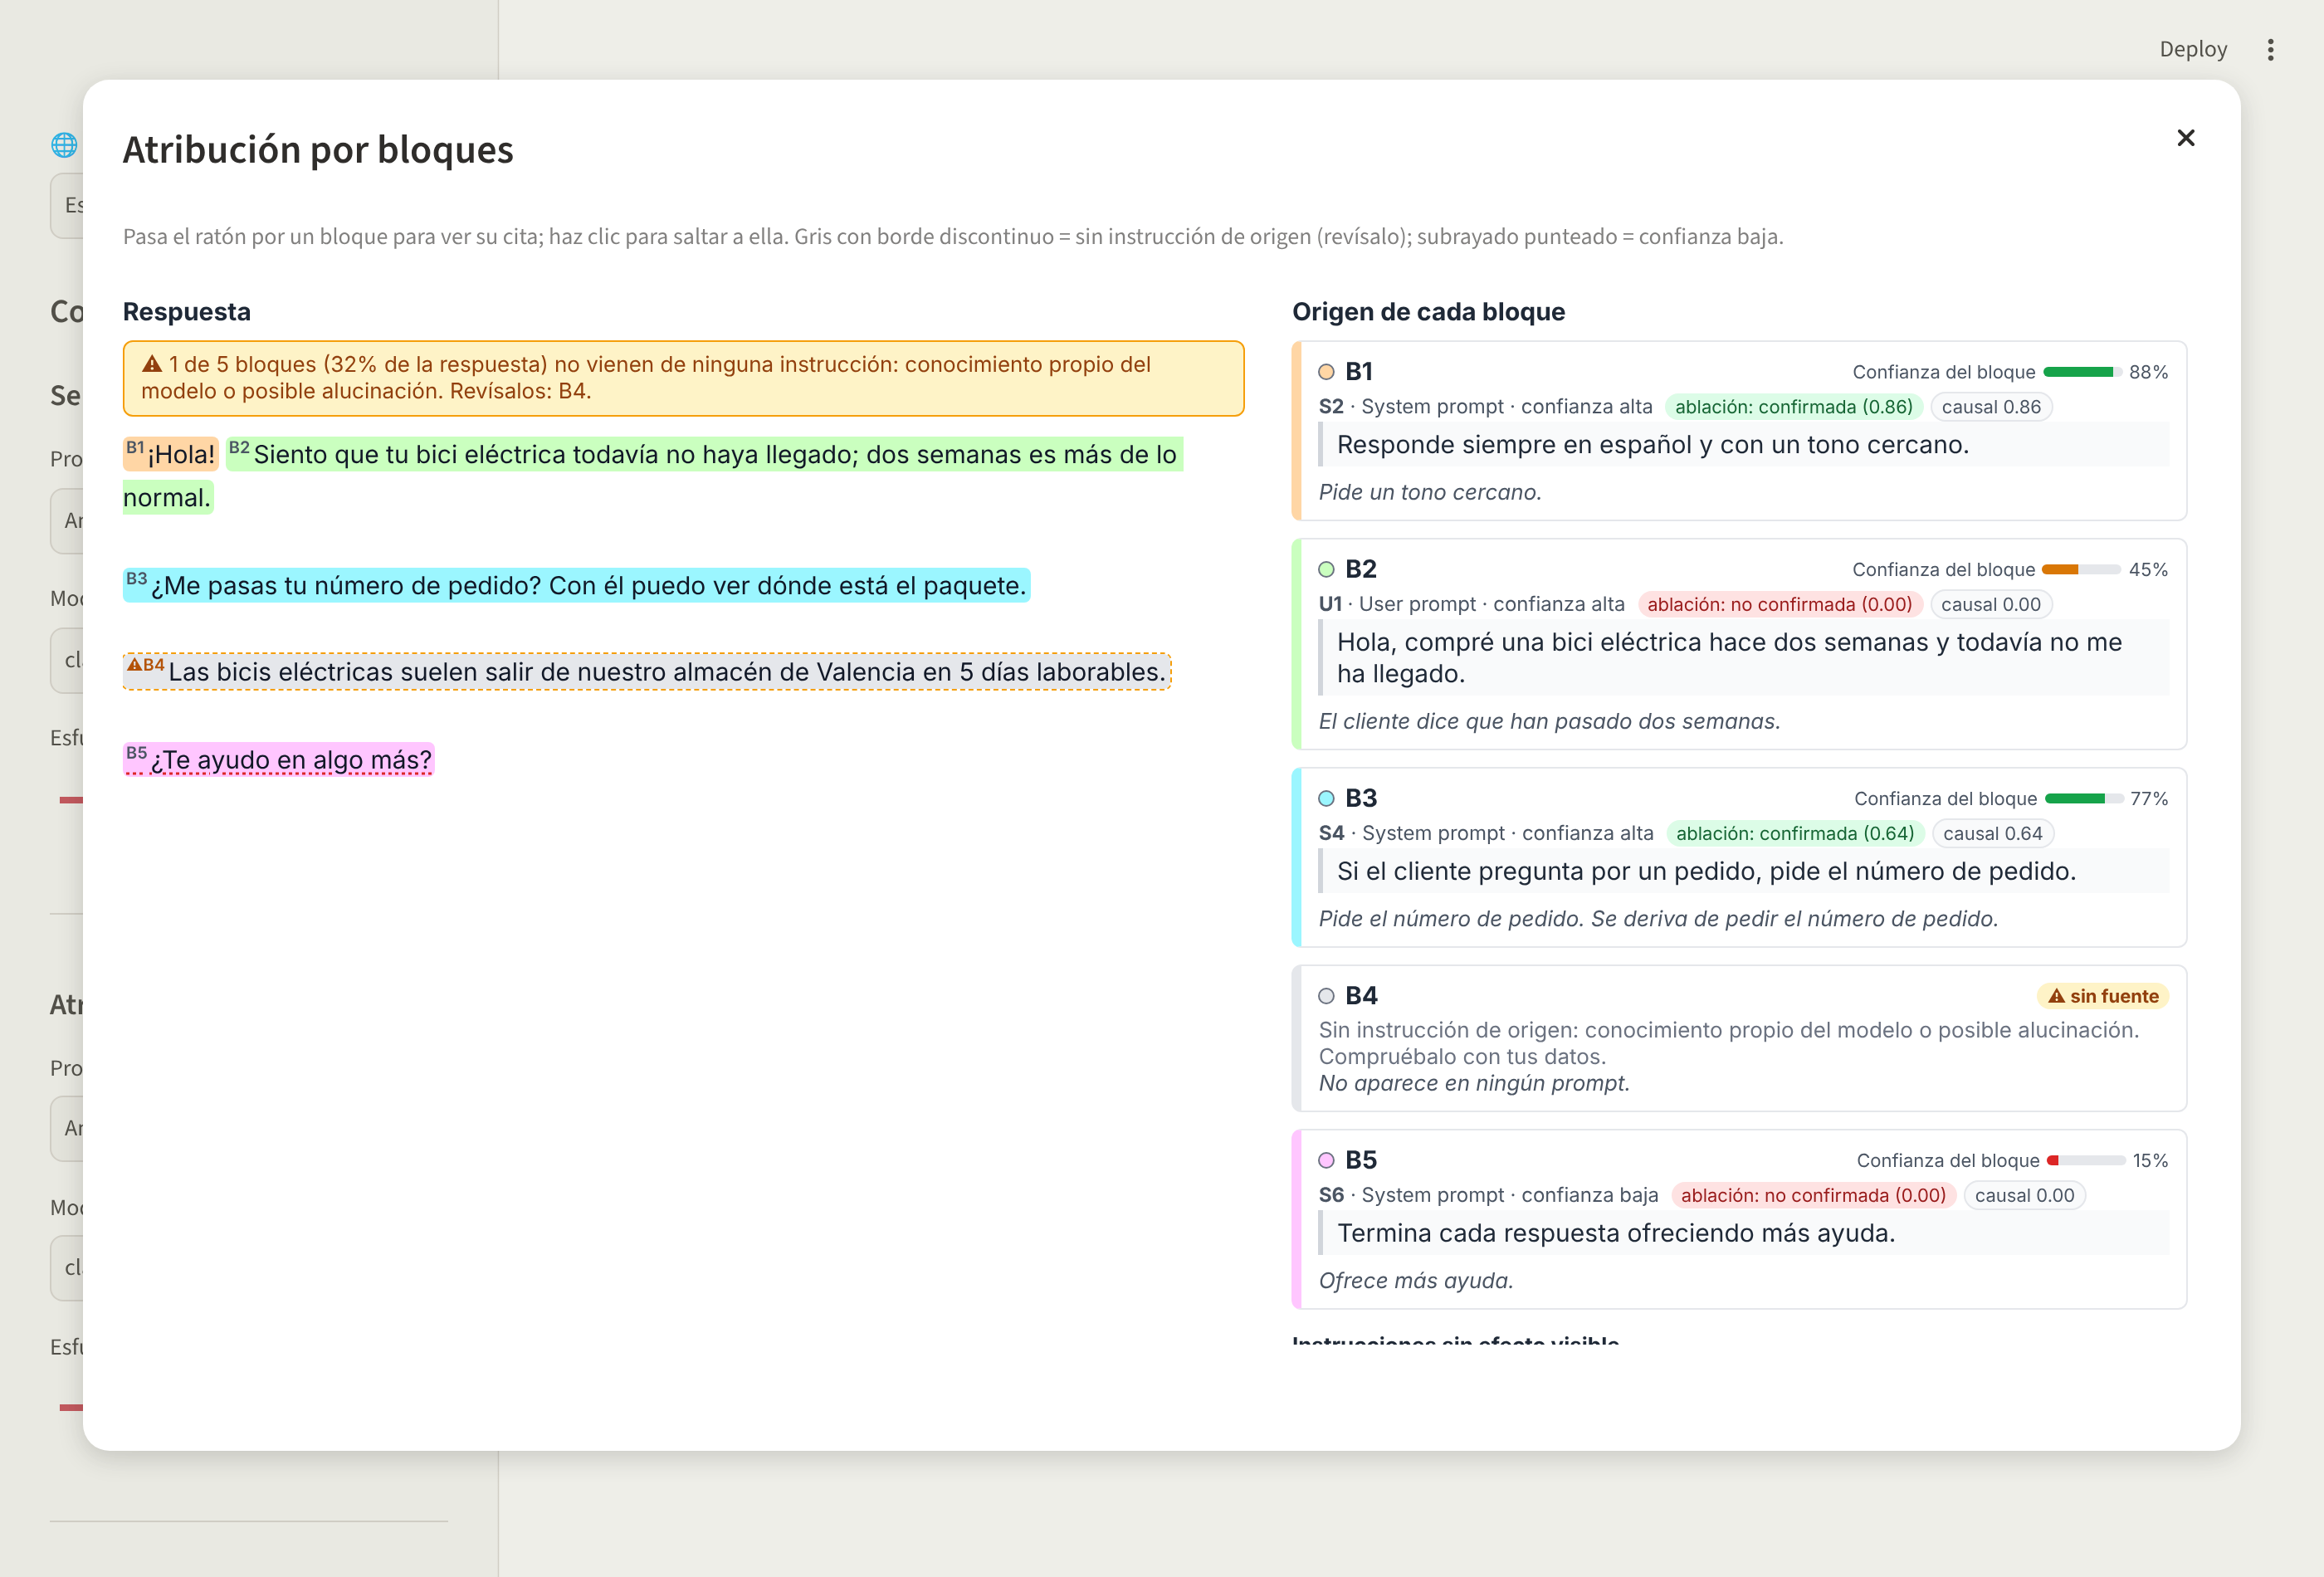 Deploy
Atribución por bloques
Pasa el ratón por un bloque para ver su cita; haz clic para saltar a ella. Gris con borde discontinuo = sin instrucción de origen (revísalo); subrayado punteado = confianza baja.
Respuesta
⚠ 1 de 5 bloques (32% de la respuesta) no vienen de ninguna instrucción: conocimiento propio del
modelo o posible alucinación. Revísalos: B4.
B1 ¡Hola! B2 Siento que tu bici eléctrica todavía no haya llegado; dos semanas es más de lo
normal.
B3 ¿Me pasas tu número de pedido? Con él puedo ver dónde está el paquete.
⚠B4 Las bicis eléctricas suelen salir de nuestro almacén de Valencia en 5 días laborables.
B5 ¿Te ayudo en algo más?
Origen de cada bloque
B1 Confianza del bloque 88%
S2 · System prompt · confianza alta ablación: confirmada (0.86) causal 0.86
Responde siempre en español y con un tono cercano.
Pide un tono cercano.
B2 Confianza del bloque 45%
U1 · User prompt · confianza alta ablación: no confirmada (0.00) causal 0.00
Hola, compré una bici eléctrica hace dos semanas y todavía no me
ha llegado.
El cliente dice que han pasado dos semanas.
B3 Confianza del bloque 77%
S4 · System prompt · confianza alta ablación: confirmada (0.64) causal 0.64
Si el cliente pregunta por un pedido, pide el número de pedido.
Pide el número de pedido. Se deriva de pedir el número de pedido.
B4 ⚠ sin fuente
Sin instrucción de origen: conocimiento propio del modelo o posible alucinación.
Compruébalo con tus datos.
No aparece en ningún prompt.
B5 Confianza del bloque 15%
S6 · System prompt · confianza baja ablación: no confirmada (0.00) causal 0.00
Termina cada respuesta ofreciendo más ayuda.
Ofrece más ayuda.
Instrucciones sin efecto visible